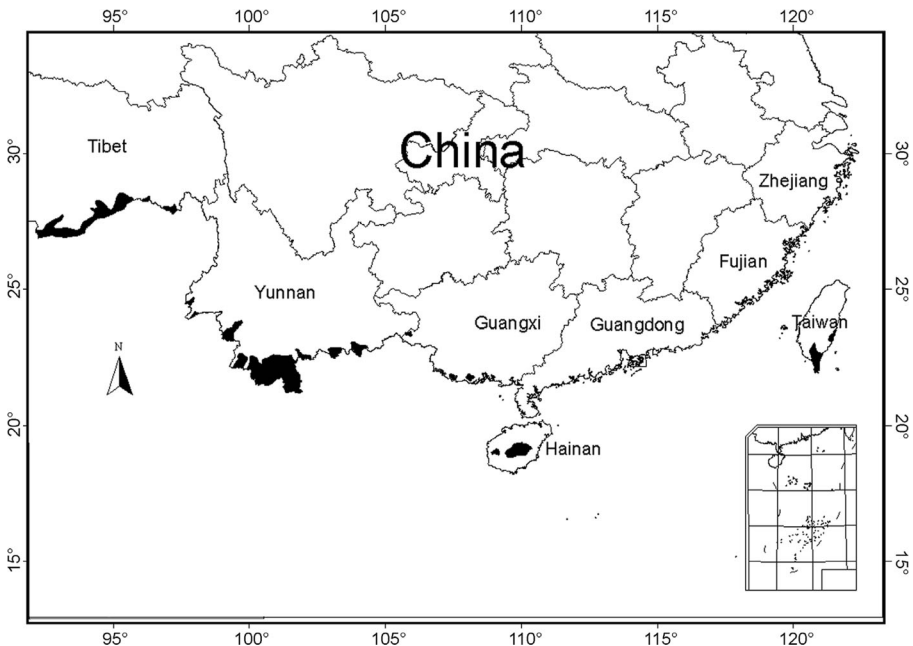 95° 100° 105° 110° 115° 120°
China
30° Tibet 30°
Zhejiang
Fujian
25° Yunnan 25°
Guangxi Guangdong Taiwan
N
20° 20°
Hainan
15° 15°
95° 100° 105° 110° 115° 120°